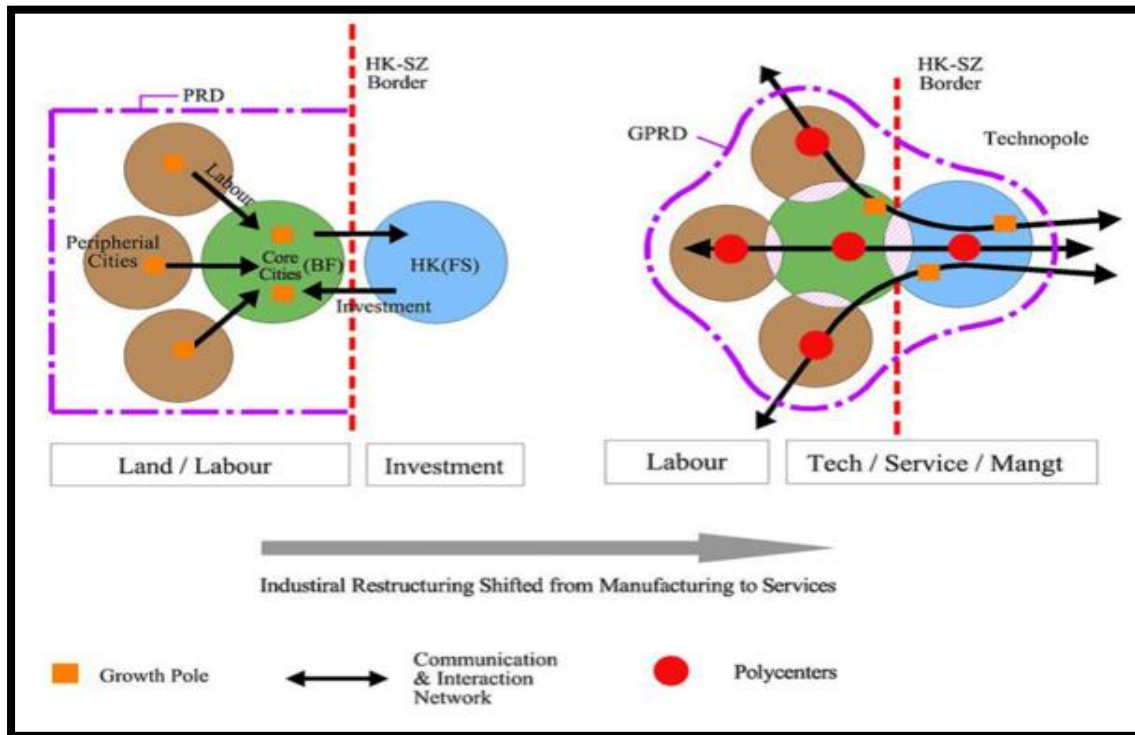 HK-SZ
Border
PRD
Labour
Peripherial
Cities
Core
Cities
(BF)
HK(FS)
Investment
Land / Labour
Investment
HK-SZ
Border
GPRD
Technopole
Labour
Tech / Service / Mangt
Industiral Restructuring Shifted from Manufacturing to Services
Growth Pole
Communication
& Interaction
Network
Polycenters